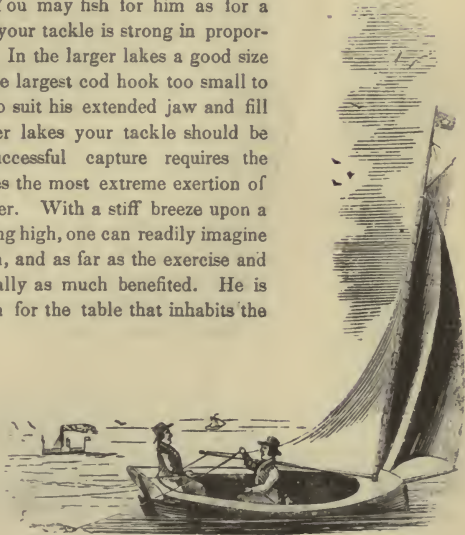 You may fish for him as for a
your tackle is strong in propor-
In the larger lakes a good size
e largest cod hook too small to
o suit his extended jaw and fill
er lakes your tackle should be
uccessful capture requires the
es the most extreme exertion of
er. With a stiff breeze upon a
ng high, one can readily imagine
n, and as far as the exercise and
ally as much benefited. He is
n for the table that inhabits the